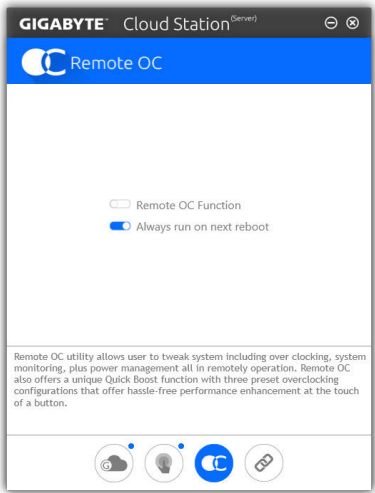 GIGABYTE™ Cloud Station (Server)
Remote OC
Remote OC Function
Always run on next reboot
Remote OC utility allows user to tweak system including over clocking, system
monitoring, plus power management all in remotely operation. Remote OC
also offers a unique Quick Boost function with three preset overclocking
configurations that offer hassle-free performance enhancement at the touch
of a button.
G